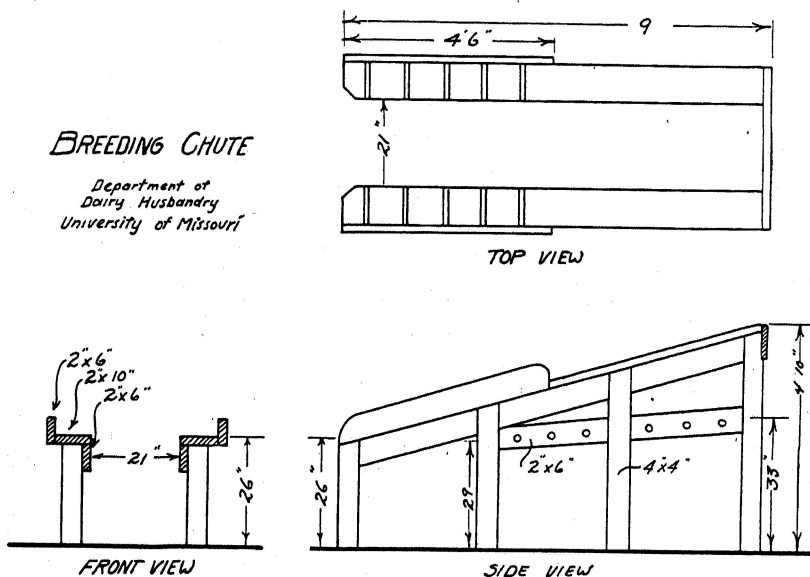 9
4'6"
21"
BREEDING CHUTE
Department of
Dairy Husbandry
University of Missouri
TOP VIEW
2"x6"
2"x10"
2"x6"
21"
26"
FRONT VIEW
26"
29
2"x6"
4"x4"
33"
4'10"
SIDE VIEW